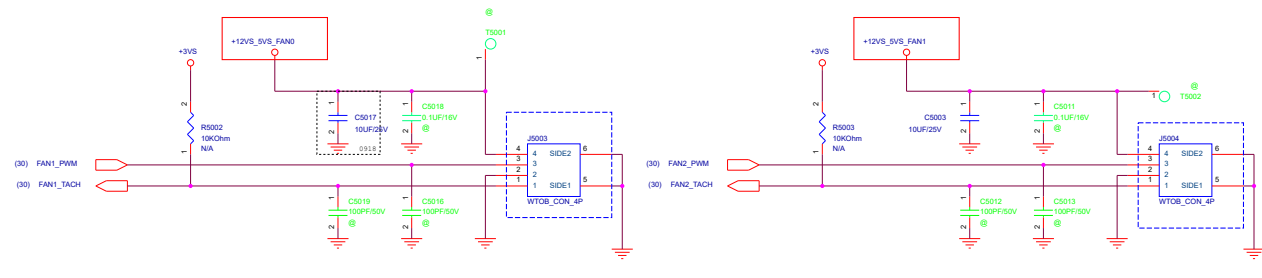 @
T5001
1
+12VS_5VS_FAN0
+3VS
2
R5002
10KOhm
N/A
1
1
C5017
10UF/25V
2
0918
1
C5018
0.1UF/16V
@
2
J5003
4
3
2
1
4
3
2
1
SIDE2
SIDE1
6
5
WTOB_CON_4P
(30) FAN1_PWM
(30) FAN1_TACH
1
C5019
100PF/50V
@
2
1
C5016
100PF/50V
@
2
+12VS_5VS_FAN1
+3VS
@
1
T5002
2
R5003
10KOhm
N/A
1
1
C5003
10UF/25V
2
1
C5011
0.1UF/16V
@
2
J5004
4
3
2
1
4
3
2
1
SIDE2
SIDE1
6
5
WTOB_CON_4P
(30) FAN2_PWM
(30) FAN2_TACH
1
C5012
100PF/50V
@
2
1
C5013
100PF/50V
@
2